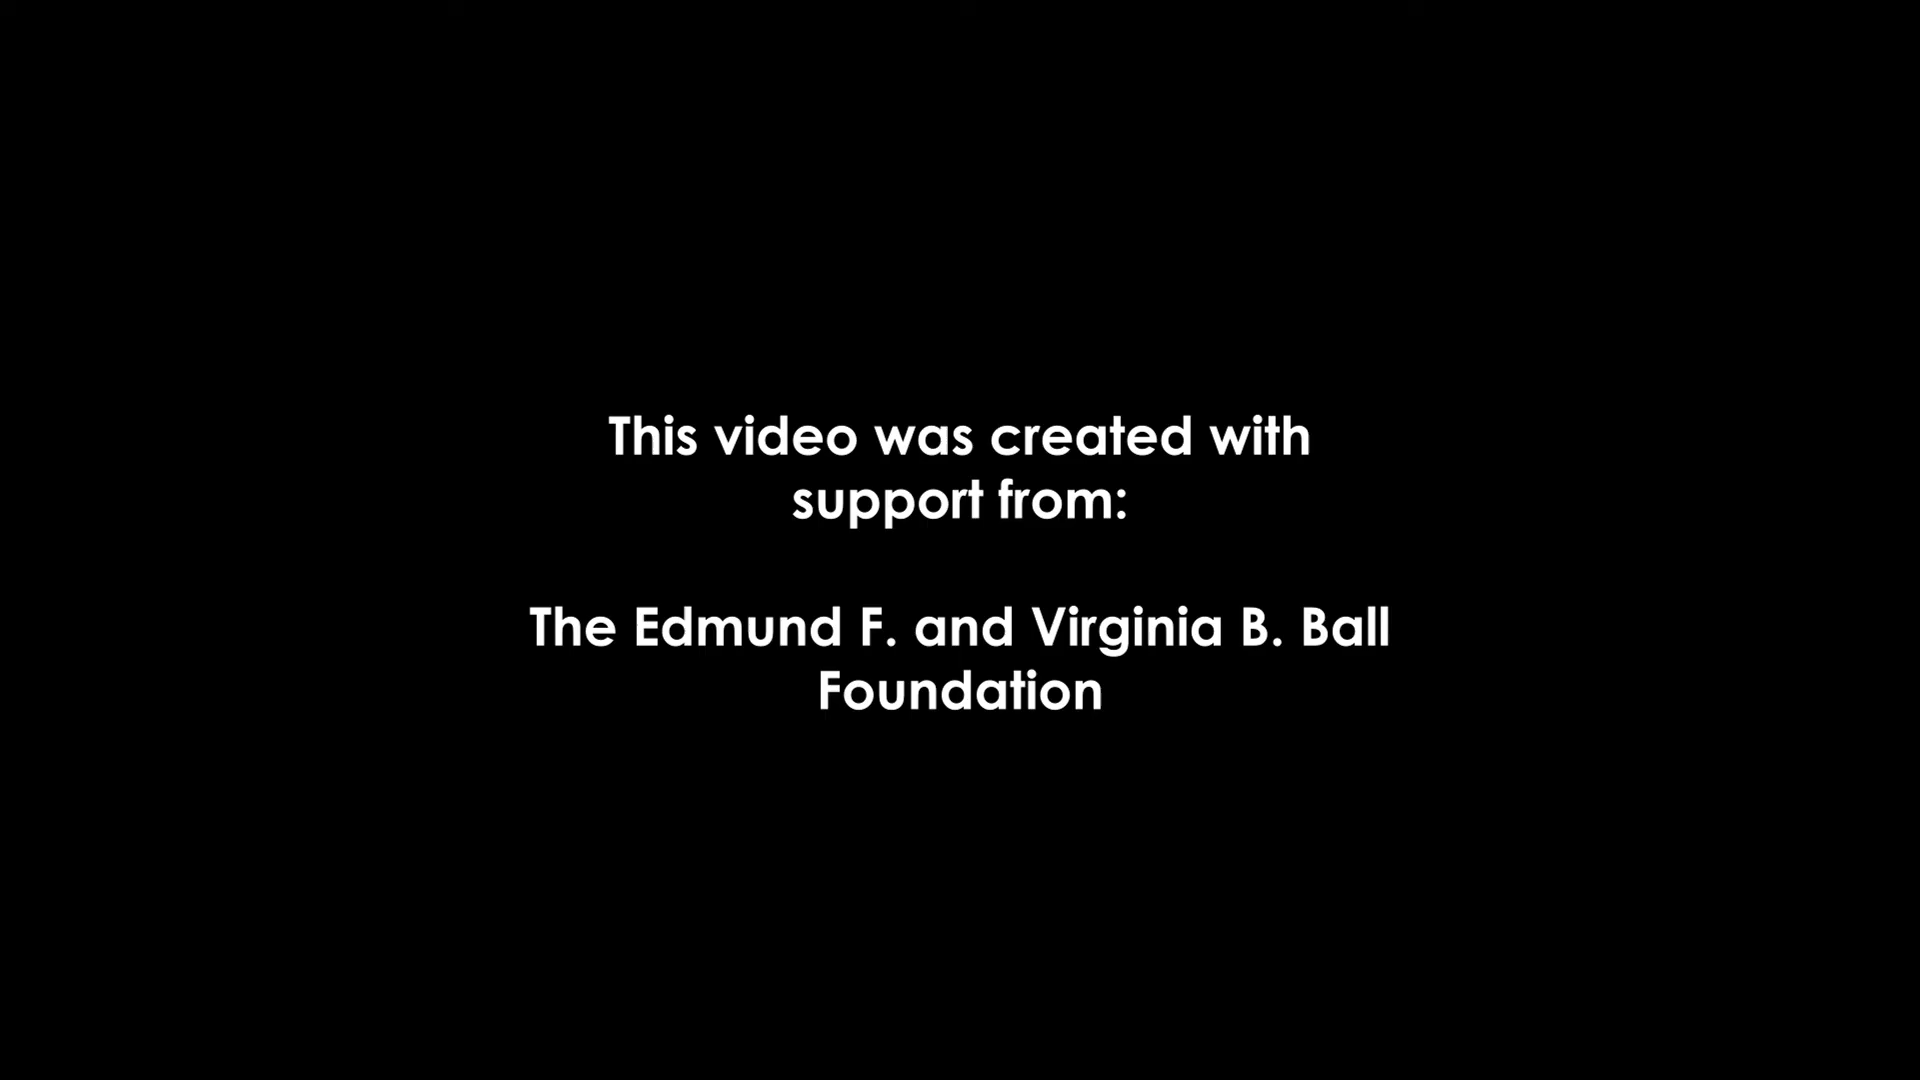 This video was created with
support from:
The Edmund F. and Virginia B. Ball
Foundation